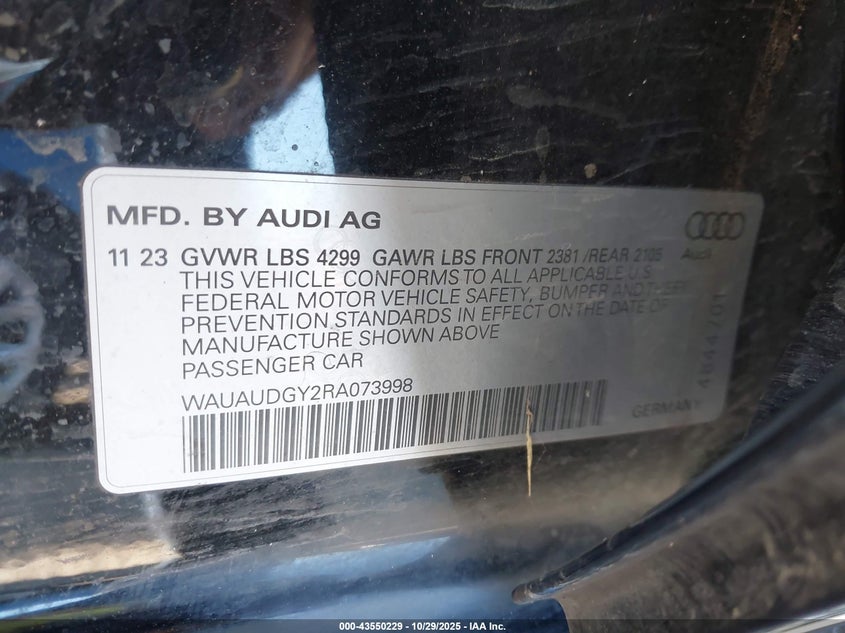 MFD. BY AUDI AG
11 23 GVWR LBS 4299 GAWR LBS FRONT 2381 /REAR 2105
THIS VEHICLE CONFORMS TO ALL APPLICABLE U.S.
FEDERAL MOTOR VEHICLE SAFETY, BUMPER AND THEFT
PREVENTION STANDARDS IN EFFECT ON THE DATE OF
MANUFACTURE SHOWN ABOVE
PASSENGER CAR
WAUAUDGY2RA073998
Audi
GERMANY
000-43550229 - 10/29/2025 - IAA Inc.